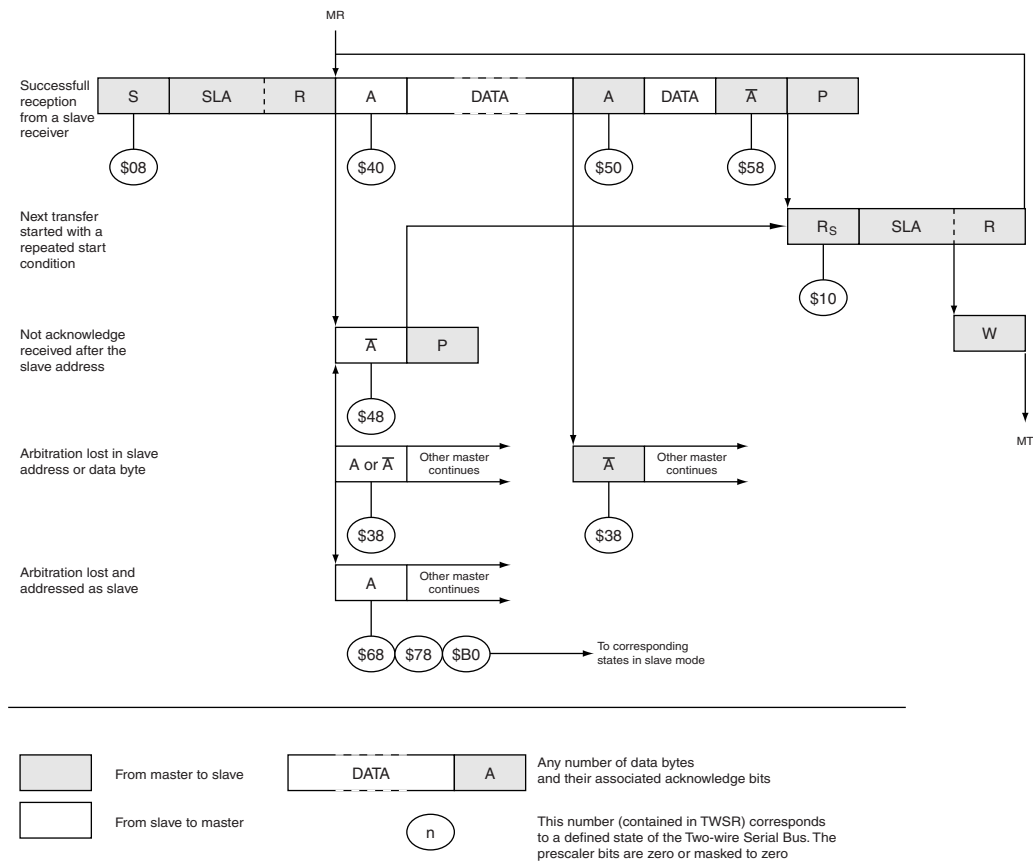 MR
Successfull
reception
from a slave
receiver
S SLA R A DATA A DATA A̅ P
$08 $40 $50 $58
Next transfer
started with a
repeated start
condition
RS SLA R
$10
Not acknowledge
received after the
slave address
A̅ P
W
$48
MT
Arbitration lost in slave
address or data byte
A or A̅ Other master
continues
A̅ Other master
continues
$38 $38
Arbitration lost and
addressed as slave
A Other master
continues
$68 $78 $B0 To corresponding
states in slave mode
From master to slave
DATA A
Any number of data bytes
and their associated acknowledge bits
From slave to master
n
This number (contained in TWSR) corresponds
to a defined state of the Two-wire Serial Bus. The
prescaler bits are zero or masked to zero